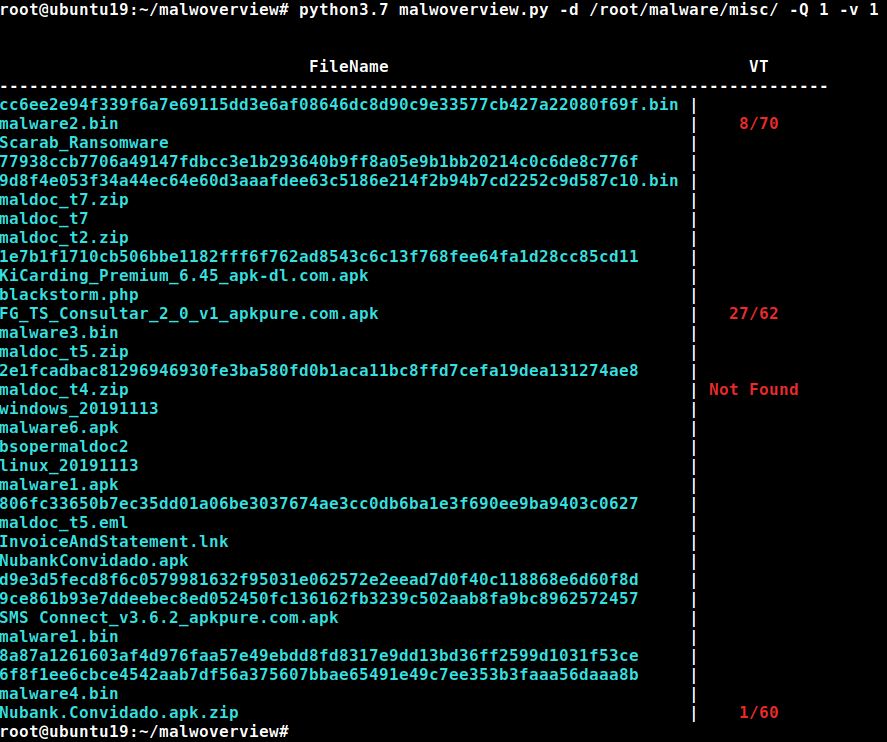 root@ubuntu19:~/malwoverview# python3.7 malwoverview.py -d /root/malware/misc/ -Q 1 -v 1
FileName VT
-----------------------------------------------------------------------------------
cc6ee2e94f339f6a7e69115dd3e6af08646dc8d90c9e33577cb427a22080f69f.bin |
malware2.bin | 8/70
Scarab_Ransomware |
77938ccb7706a49147fdbcc3e1b293640b9ff8a05e9b1bb20214c0c6de8c776f |
9d8f4e053f34a44ec64e60d3aaafdee63c5186e214f2b94b7cd2252c9d587c10.bin |
maldoc_t7.zip |
maldoc_t7 |
maldoc_t2.zip |
1e7b1f1710cb506bbe1182fff6f762ad8543c6c13f768fee64fa1d28cc85cd11 |
KiCarding_Premium_6.45_apk-dl.com.apk |
blackstorm.php |
FG_TS_Consultar_2_0_v1_apkpure.com.apk | 27/62
malware3.bin |
maldoc_t5.zip |
2e1fcadbac81296946930fe3ba580fd0b1aca11bc8ffd7cefa19dea131274ae8 |
maldoc_t4.zip | Not Found
windows_20191113 |
malware6.apk |
bsopermaldoc2 |
linux_20191113 |
malware1.apk |
806fc33650b7ec35dd01a06be3037674ae3cc0db6ba1e3f690ee9ba9403c0627 |
maldoc_t5.eml |
InvoiceAndStatement.lnk |
NubankConvidado.apk |
d9e3d5fecd8f6c0579981632f95031e062572e2eead7d0f40c118868e6d60f8d |
9ce861b93e7ddeebec8ed052450fc136162fb3239c502aab8fa9bc8962572457 |
SMS Connect_v3.6.2_apkpure.com.apk |
malware1.bin |
8a87a1261603af4d976faa57e49ebdd8fd8317e9dd13bd36ff2599d1031f53ce |
6f8f1ee6cbce4542aab7df56a375607bbae65491e49c7ee353b3faaa56daaa8b |
malware4.bin |
Nubank.Convidado.apk.zip | 1/60
root@ubuntu19:~/malwoverview#